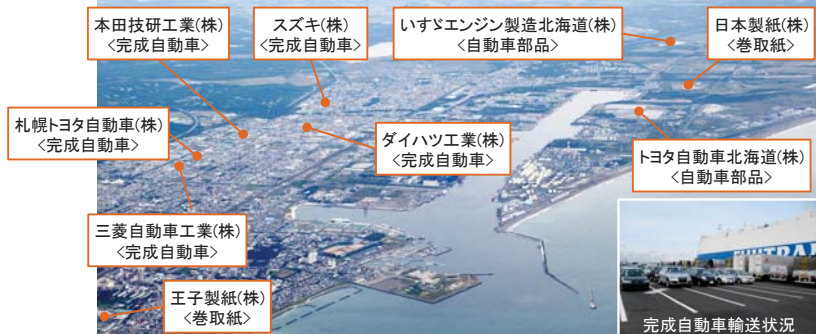 本田技研工業(株)
<完成自動車>
スズキ(株)
<完成自動車>
いすゞエンジン製造北海道(株)
<自動車部品>
日本製紙(株)
<巻取紙>
札幌トヨタ自動車(株)
<完成自動車>
ダイハツ工業(株)
<完成自動車>
トヨタ自動車北海道(株)
<自動車部品>
三菱自動車工業(株)
<完成自動車>
王子製紙(株)
<巻取紙>
完成自動車輸送状況